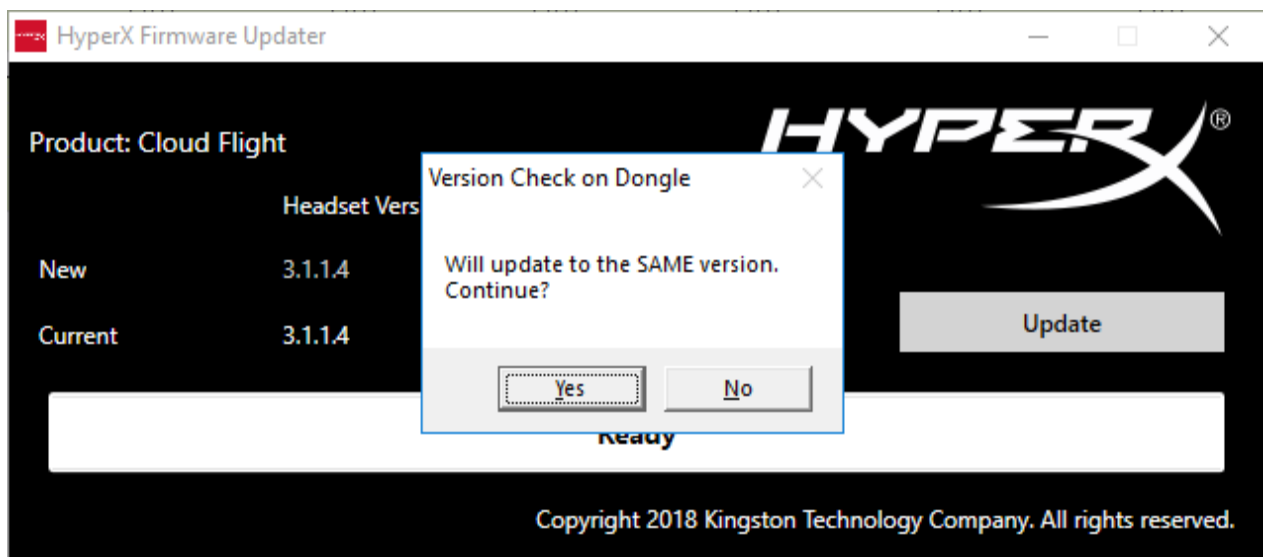 HyperX Firmware Updater
HYPERX®
Product: Cloud Flight
Version Check on Dongle
Headset Vers
Will update to the SAME version.
Continue?
New 3.1.1.4
Update
Current 3.1.1.4
Yes No
Ready
Copyright 2018 Kingston Technology Company. All rights reserved.